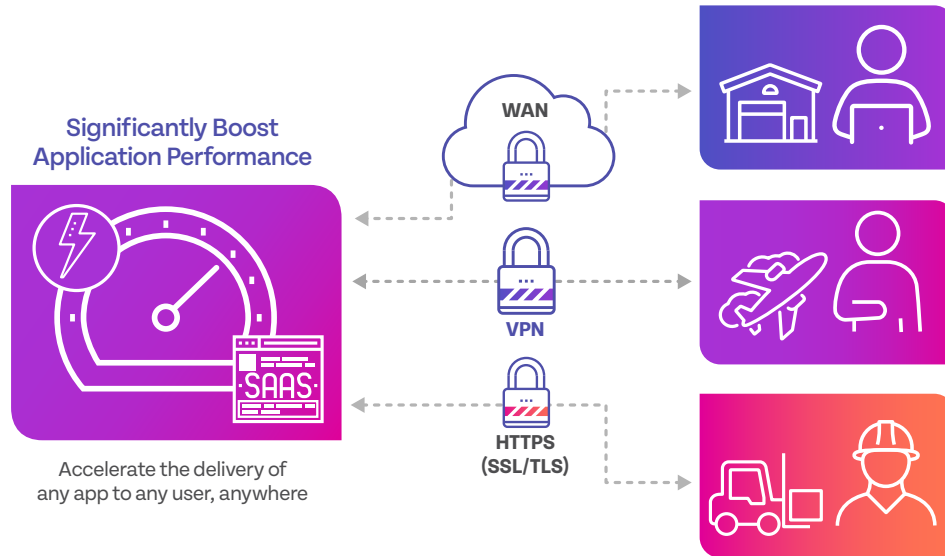 Significantly Boost
Application Performance
SAAS
Accelerate the delivery of
any app to any user, anywhere
WAN
VPN
HTTPS
(SSL/TLS)